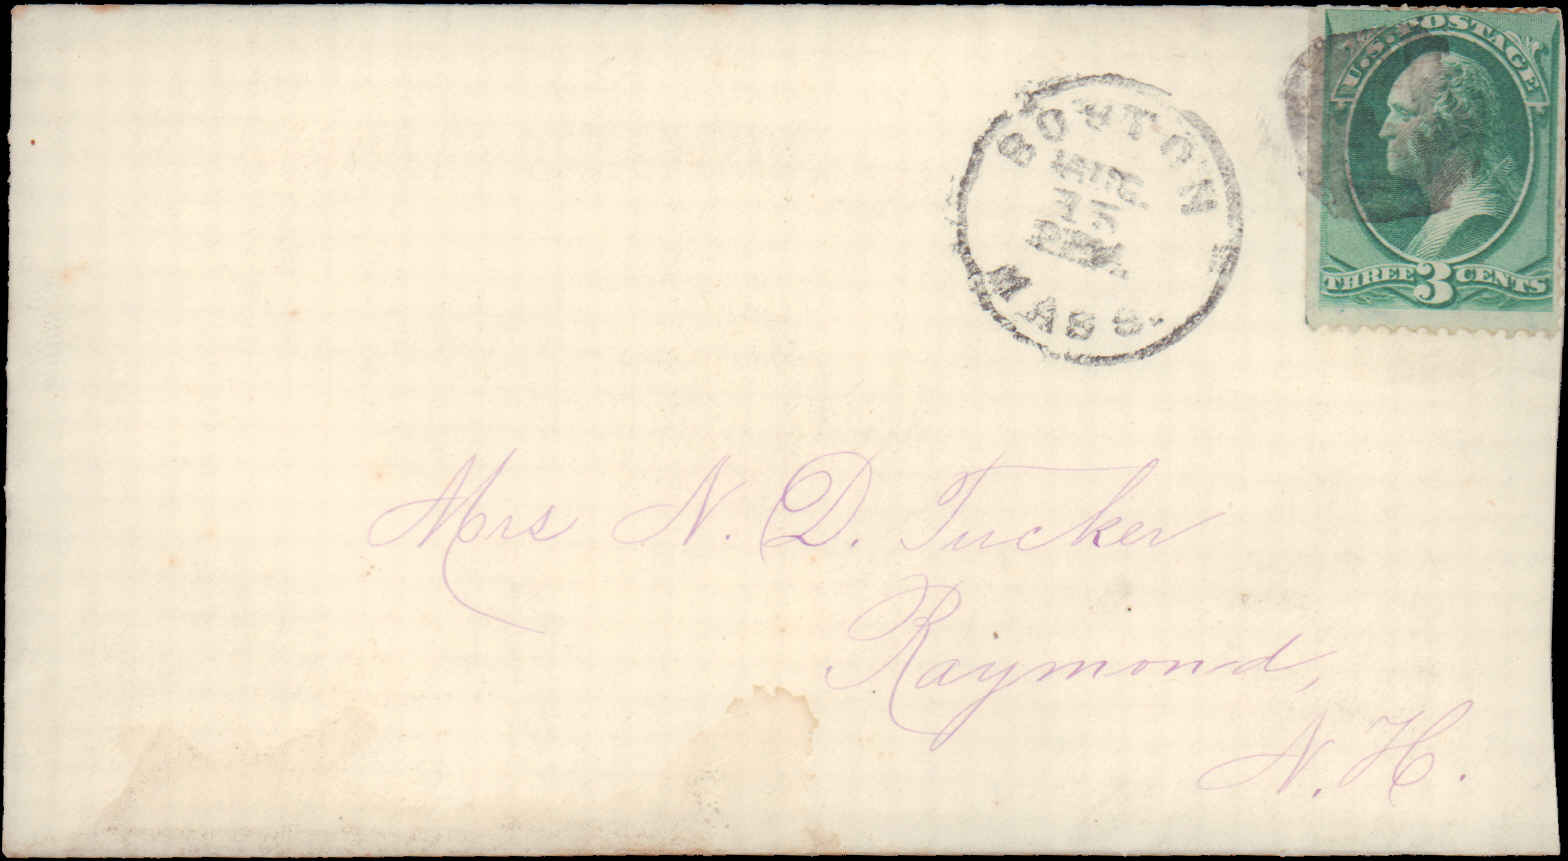 U.S. POSTAGE
THREE 3 CENTS
BOSTON
15
MASS.
Mrs N. D. Tucker
Raymond,
N. H.